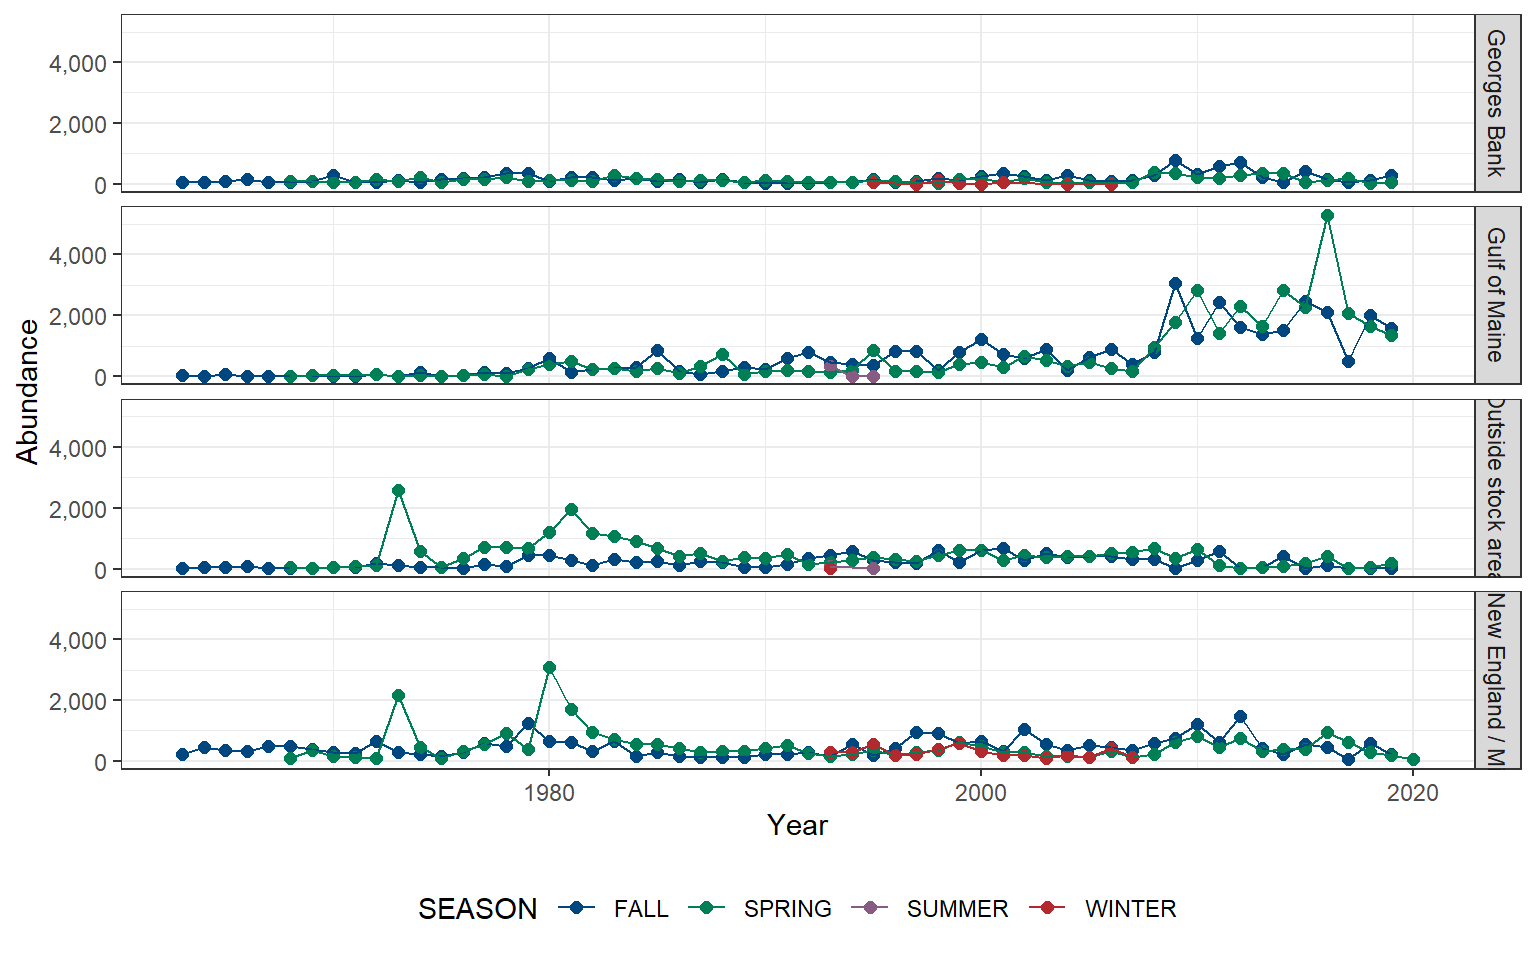 4,000
2,000
0
Georges Bank
4,000
2,000
0
Gulf of Maine
4,000
2,000
0
Outside stock area
4,000
2,000
0
New England / M
Abundance
1980
2000
2020
Year
SEASON FALL SPRING SUMMER WINTER